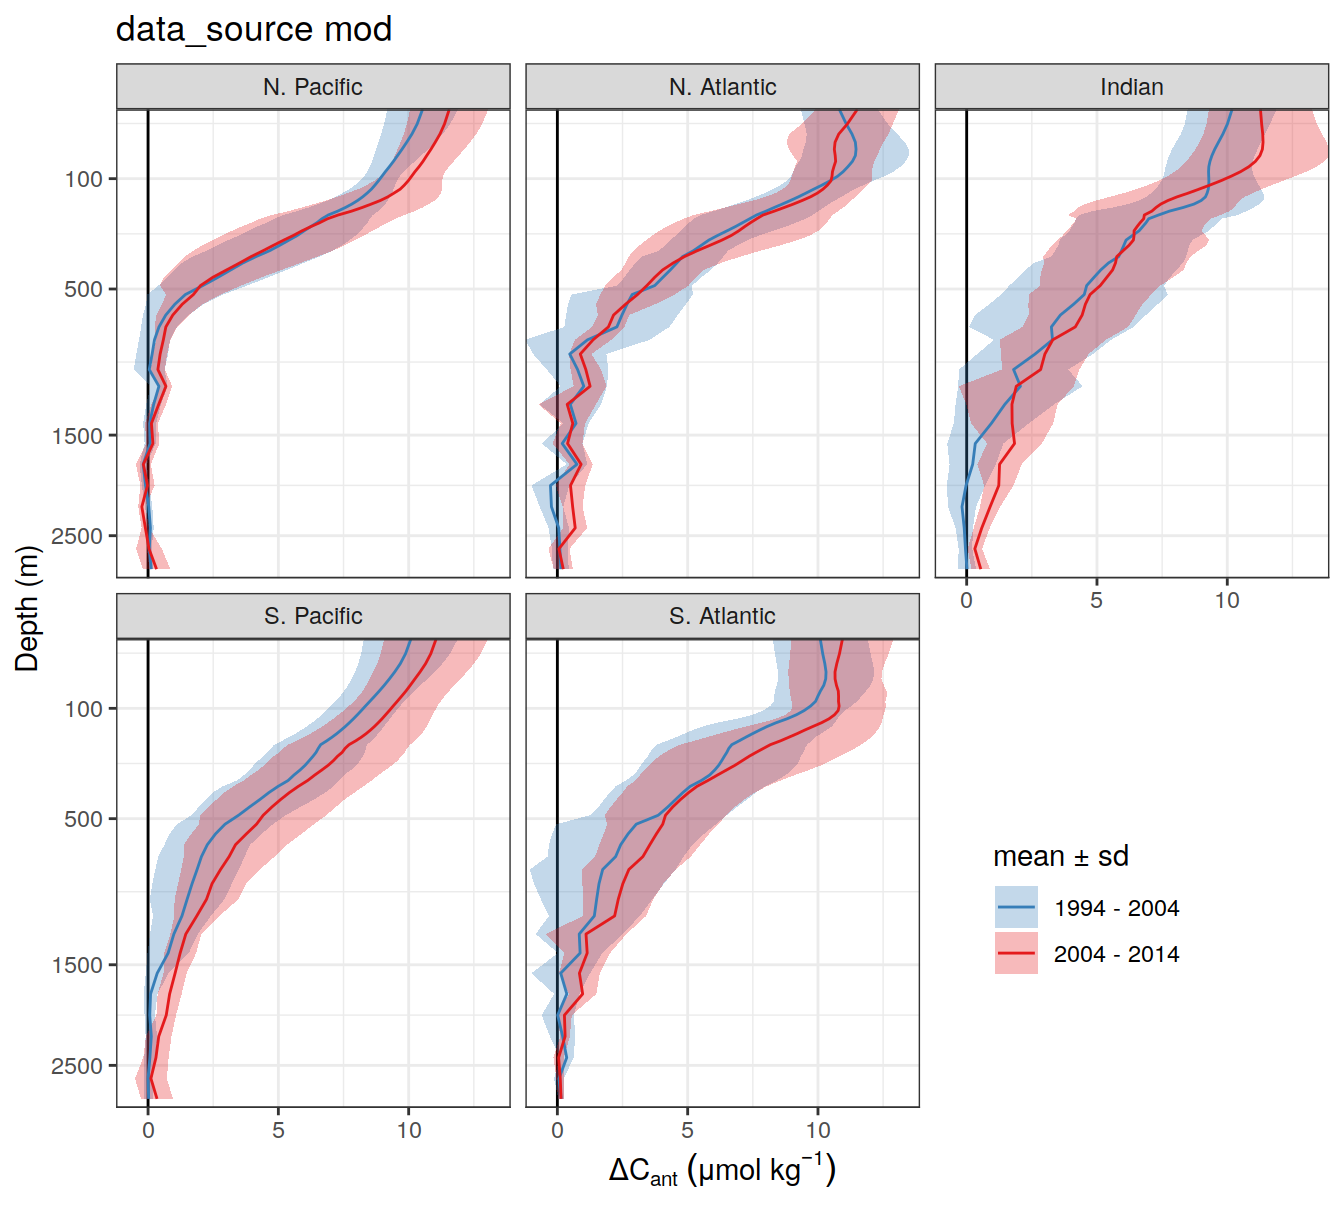 data_source mod
N. Pacific
N. Atlantic
Indian
100
500
1500
2500
0
5
10
S. Pacific
S. Atlantic
100
500
1500
2500
0
5
10
0
5
10
Depth (m)
ΔCant (μmol kg−1)
mean ± sd
1994 - 2004
2004 - 2014